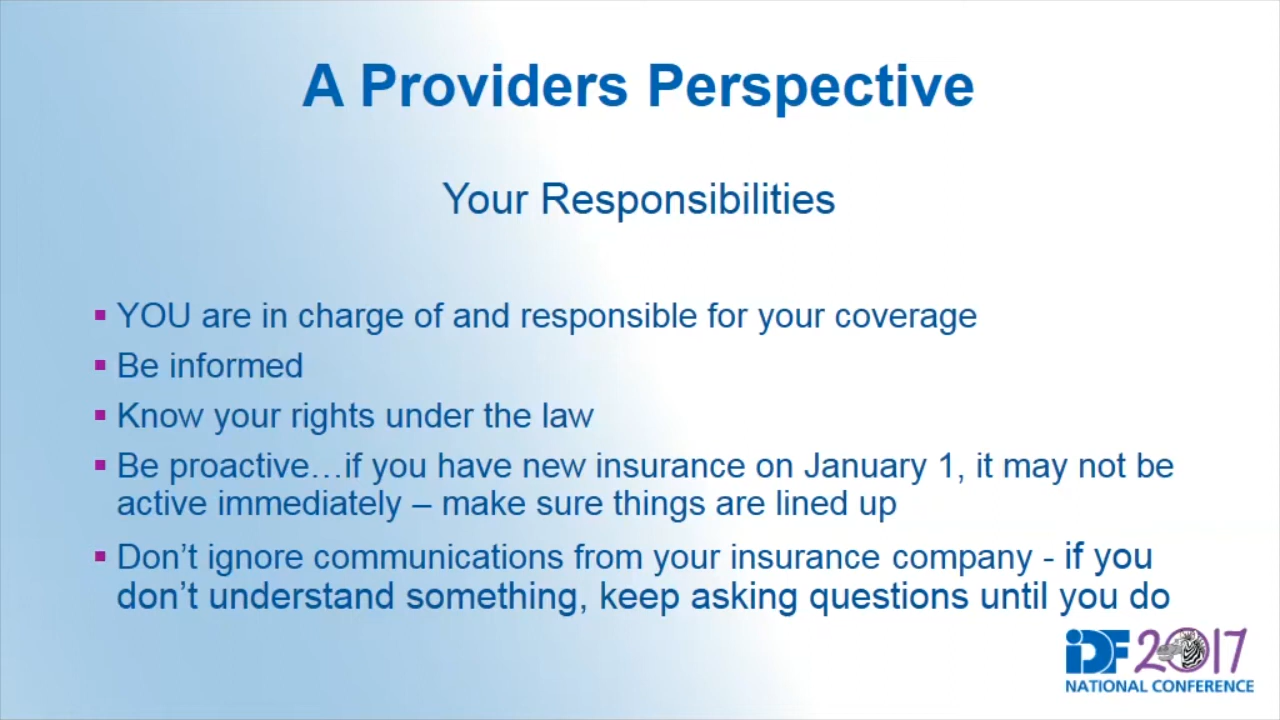 A Providers Perspective
Your Responsibilities
▪ YOU are in charge of and responsible for your coverage
▪ Be informed
▪ Know your rights under the law
▪ Be proactive…if you have new insurance on January 1, it may not be
active immediately – make sure things are lined up
▪ Don’t ignore communications from your insurance company - if you
don’t understand something, keep asking questions until you do
IDF 2017
NATIONAL CONFERENCE